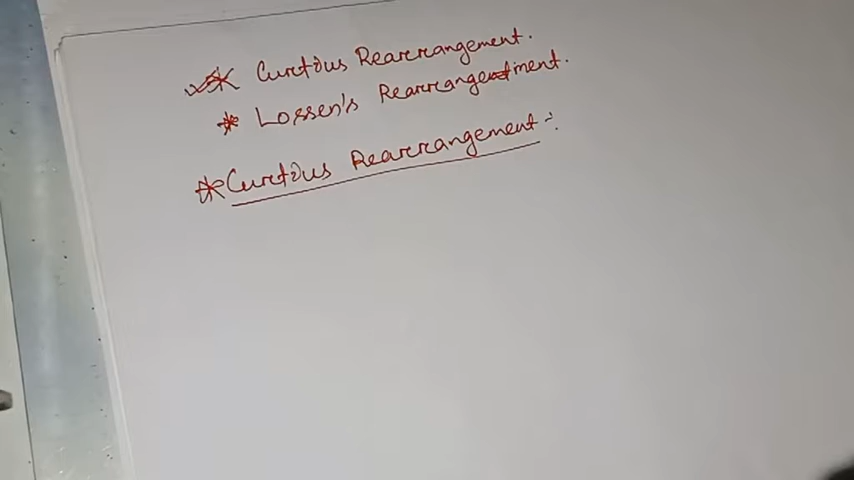 * Curtius Rearrangement.
* Lossen's Rearrangement.
* Curtius Rearrangement :-